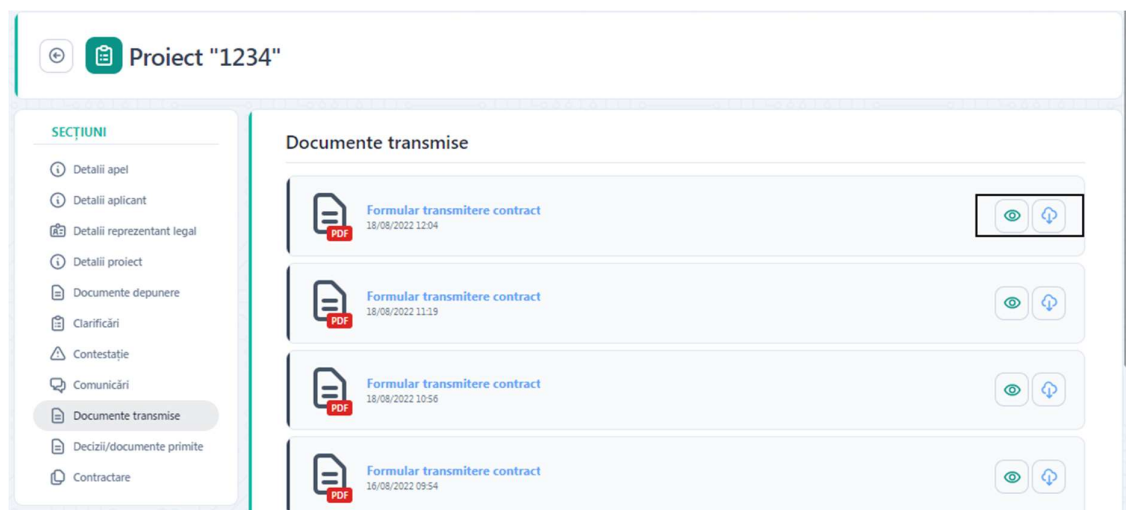 Proiect "1234"
SECȚIUNI
Detalii apel
Detalii aplicant
Detalii reprezentant legal
Detalii proiect
Documente depunere
Clarificări
Contestație
Comunicări
Documente transmise
Decizii/documente primite
Contractare
Documente transmise
PDF
Formular transmitere contract
18/08/2022 12:04
PDF
Formular transmitere contract
18/08/2022 11:19
PDF
Formular transmitere contract
18/08/2022 10:56
PDF
Formular transmitere contract
16/08/2022 09:54